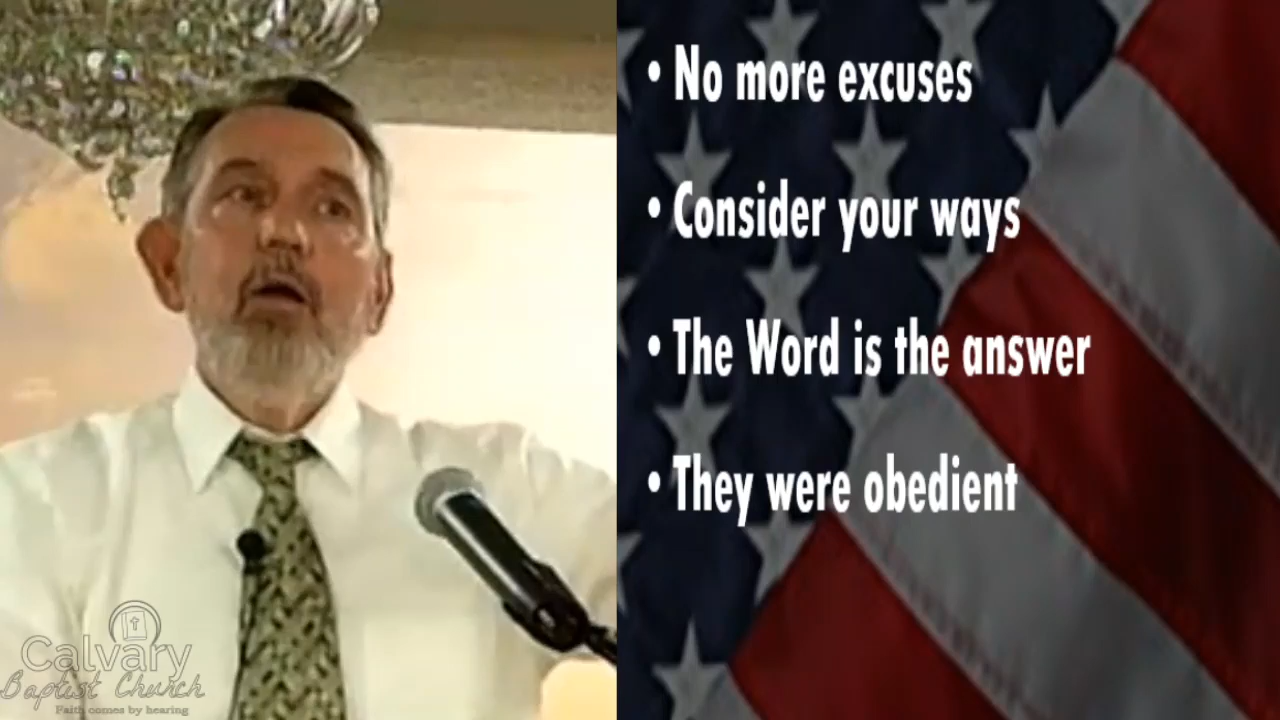 • No more excuses
• Consider your ways
• The Word is the answer
• They were obedient
Calvary
Baptist Church
Faith comes by hearing